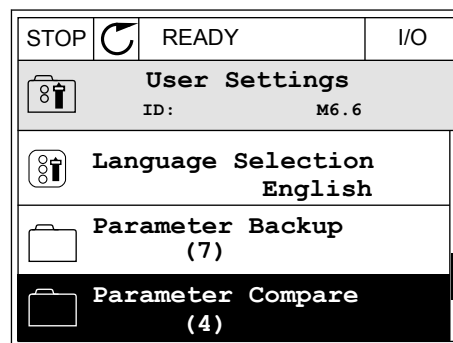 STOP READY I/O
User Settings
ID: M6.6
Language Selection
English
Parameter Backup
(7)
Parameter Compare
(4)